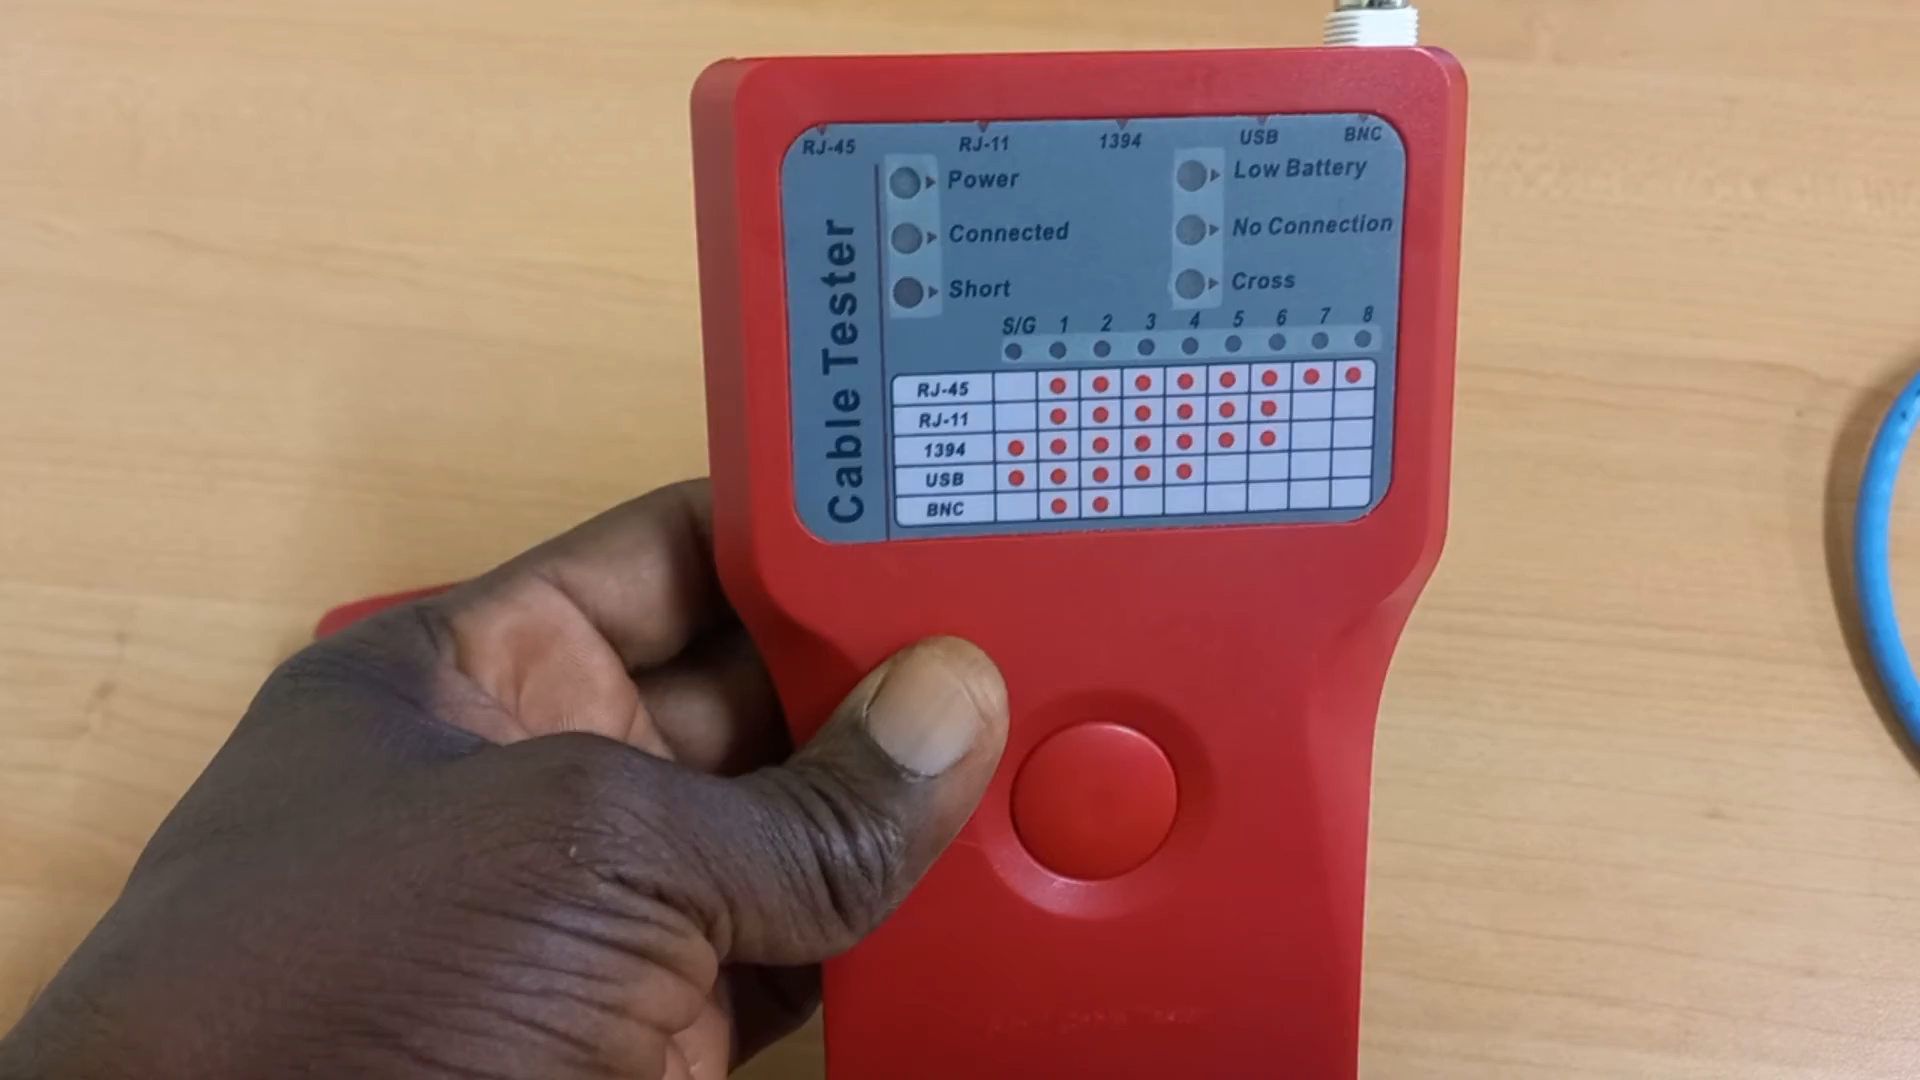 RJ-45 RJ-11 1394 USB BNC
Cable Tester
Power Low Battery
Connected No Connection
Short Cross
S/G 1 2 3 4 5 6 7 8
RJ-45
RJ-11
1394
USB
BNC